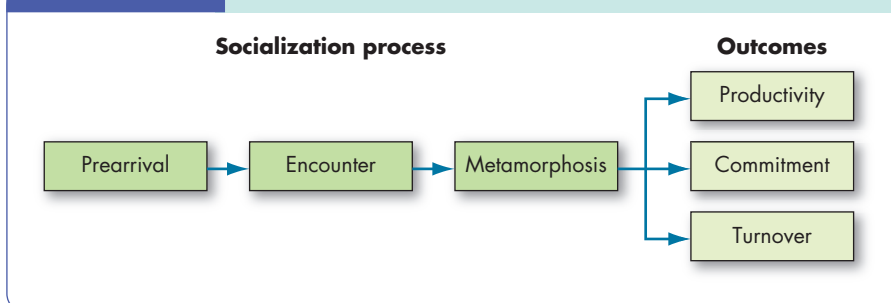 Socialization process
Outcomes
Prearrival
Encounter
Metamorphosis
Productivity
Commitment
Turnover